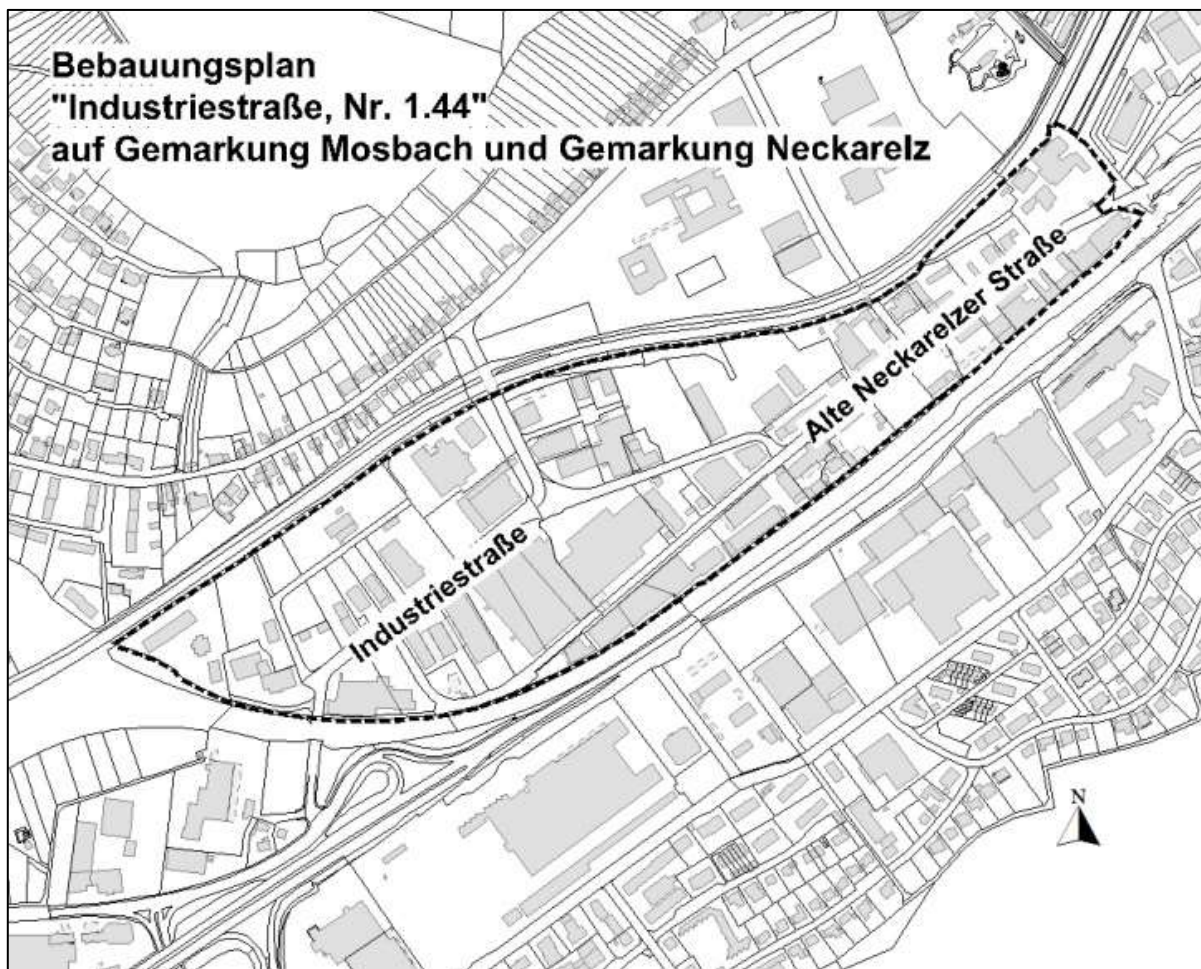 Bebauungsplan
"Industriestraße, Nr. 1.44"
auf Gemarkung Mosbach und Gemarkung Neckarelz
Alte Neckarelzer Straße
Industriestraße
N